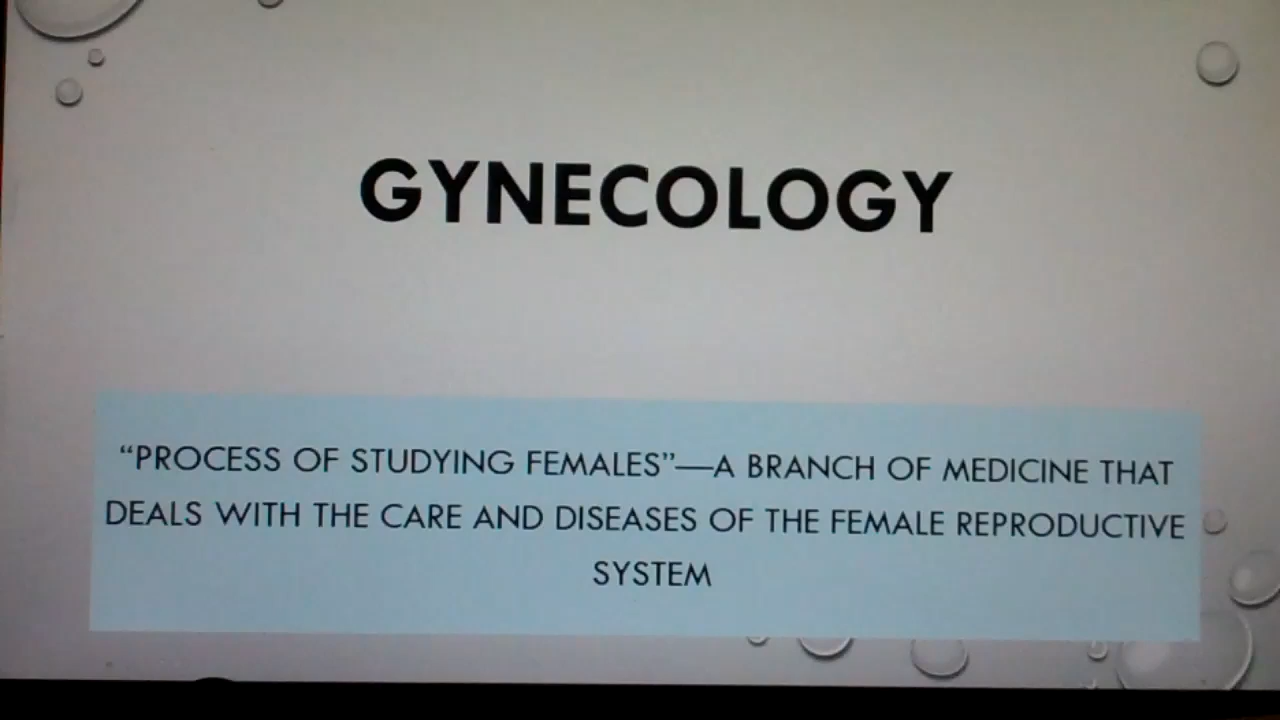 GYNECOLOGY
“PROCESS OF STUDYING FEMALES”—A BRANCH OF MEDICINE THAT
DEALS WITH THE CARE AND DISEASES OF THE FEMALE REPRODUCTIVE
SYSTEM